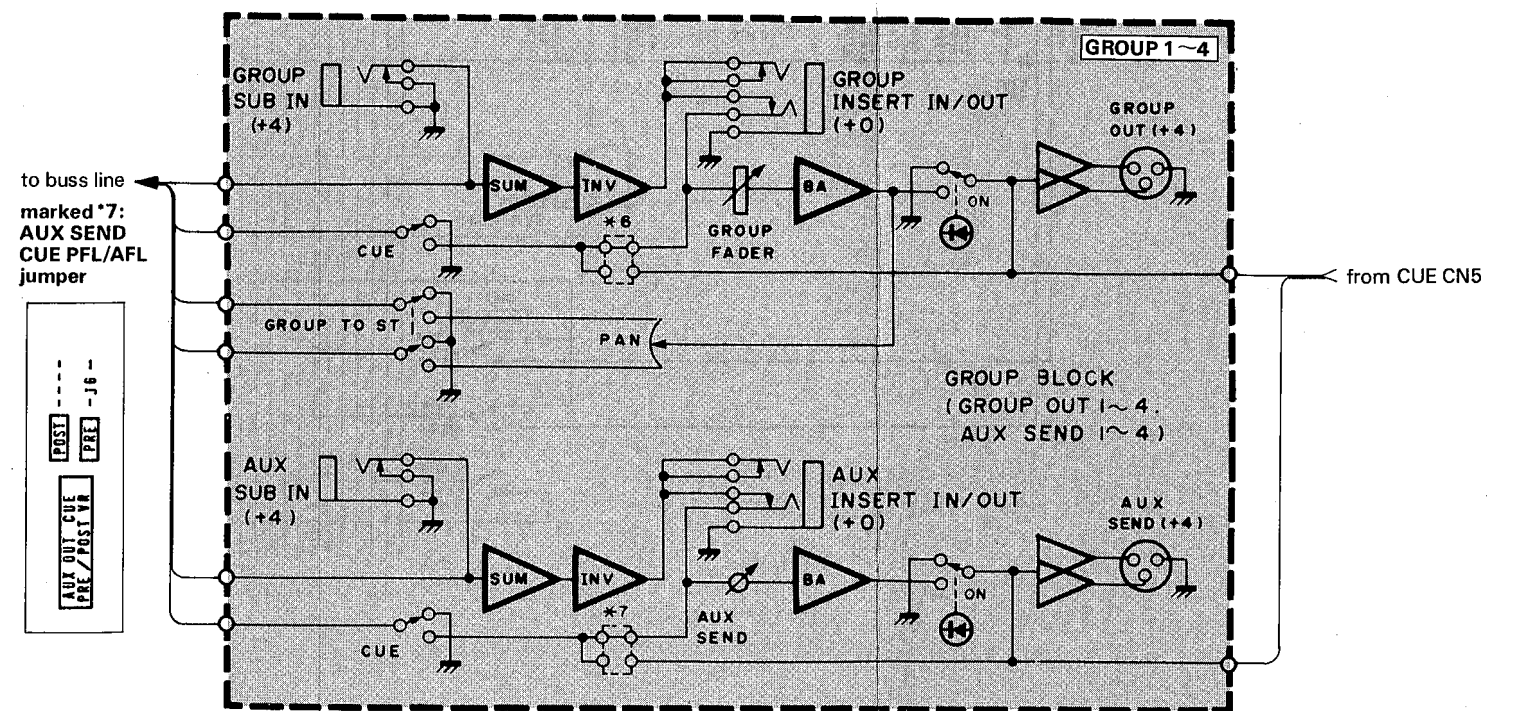 GROUP 1~4
GROUP
SUB IN
(+4)
GROUP
INSERT IN/OUT
(+0)
GROUP
OUT (+4)
to buss line
marked *7:
AUX SEND
CUE PFL/AFL
jumper
SUM
INV
BA
*6
ON
CUE
GROUP
FADER
from CUE CN5
GROUP TO ST
PAN
GROUP BLOCK
(GROUP OUT 1~4.
AUX SEND 1~4)
POST ----
PRE -J6-
AUX OUT CUE
PRE/POST VR
AUX
SUB IN
(+4)
AUX
INSERT IN/OUT
(+0)
AUX
SEND (+4)
SUM
INV
BA
*7
ON
AUX
SEND
CUE